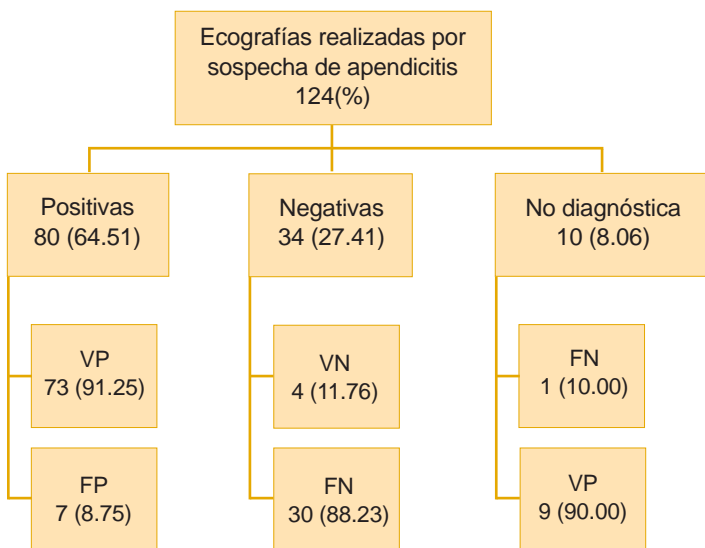 Ecografías realizadas por
sospecha de apendicitis
124(%)
Positivas
80 (64.51)
Negativas
34 (27.41)
No diagnóstica
10 (8.06)
VP
73 (91.25)
FP
7 (8.75)
VN
4 (11.76)
FN
30 (88.23)
FN
1 (10.00)
VP
9 (90.00)